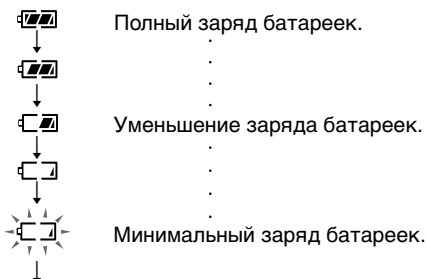 Полный заряд батареек.
Уменьшение заряда батареек.
Минимальный заряд батареек.